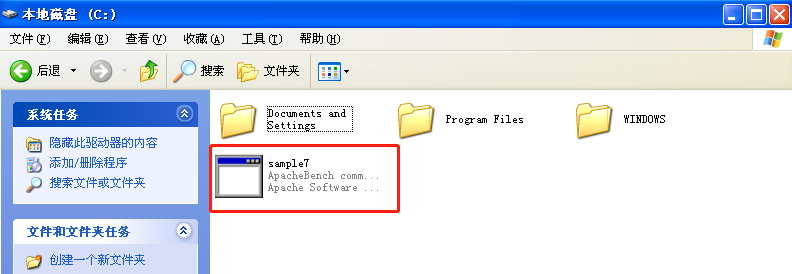 本地磁盘 (C:)
文件(F) 编辑(E) 查看(V) 收藏(A) 工具(T) 帮助(H)
后退 搜索 文件夹
系统任务
隐藏此驱动器的内容
添加/删除程序
搜索文件或文件夹
文件和文件夹任务
创建一个新文件夹
Documents and
Settings
Program Files
WINDOWS
sample7
ApacheBench comm...
Apache Software ...